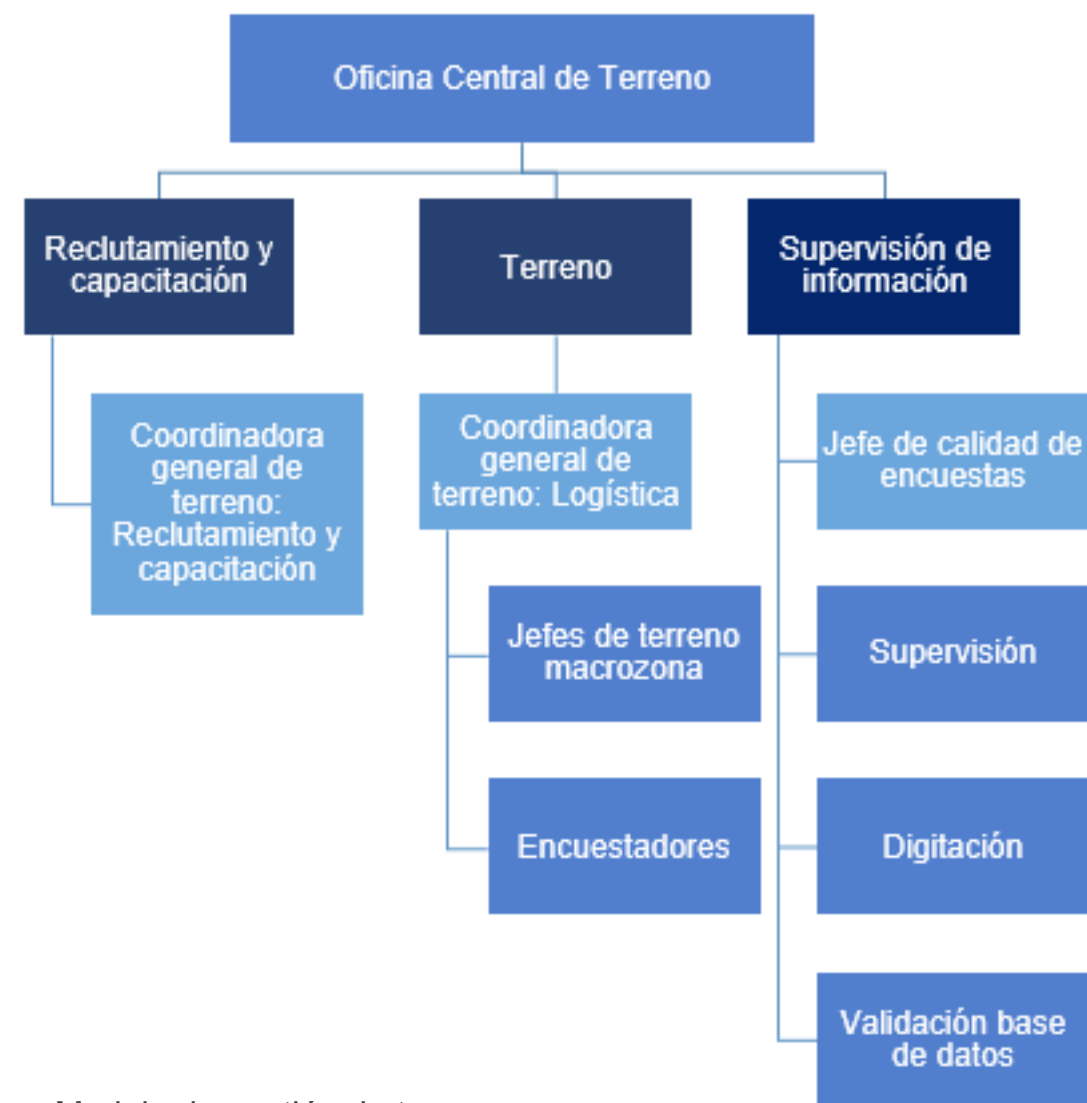 Oficina Central de Terreno
Reclutamiento y
capacitación
Coordinadora
general de
terreno:
Reclutamiento y
capacitación
Terreno
Coordinadora
general de
terreno: Logística
Jefes de terreno
macrozona
Encuestadores
Supervisión de
información
Jefe de calidad de
encuestas
Supervisión
Digitación
Validación base
de datos